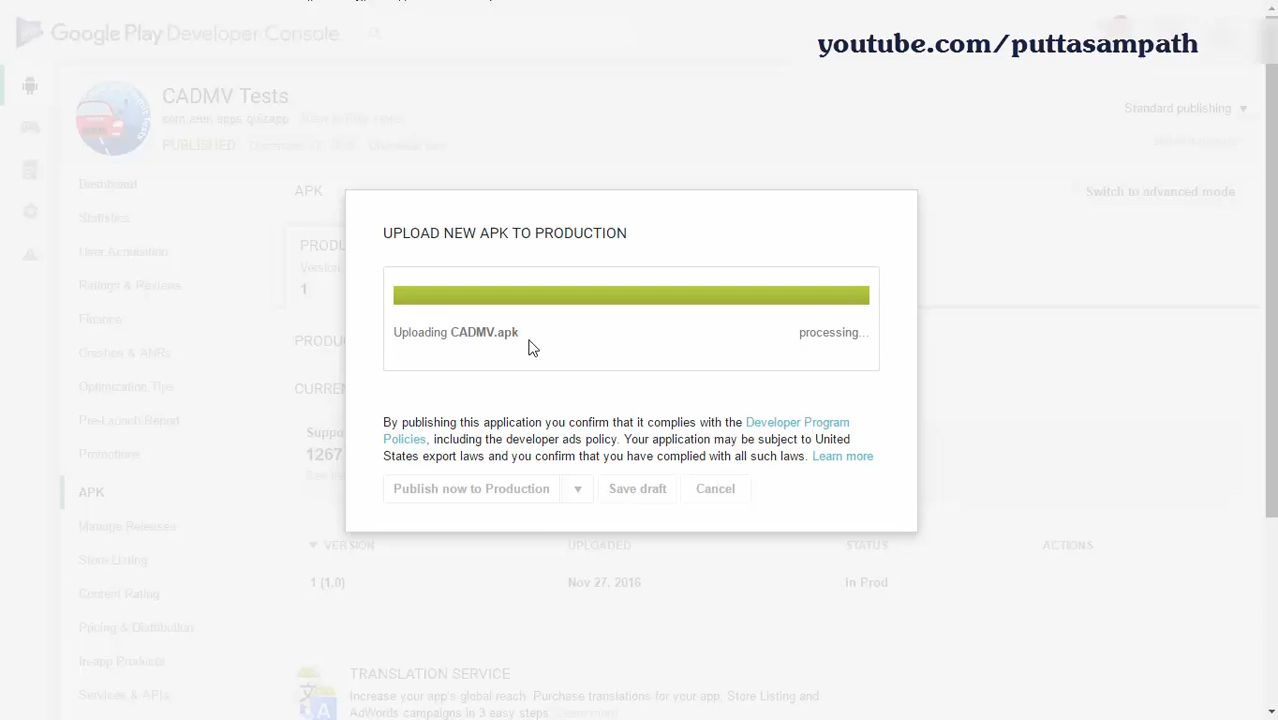 Google Play Developer Console
youtube.com/puttasampath
CADMV Tests
Standard publishing
PUBLISHED
Dashboard
Statistics
User Acquisition
Ratings & Reviews
Finance
Crashes & ANRs
Optimization Tips
Pre-Launch Report
Promotions
APK
Manage Releases
Store Listing
Content Rating
Pricing & Distribution
In-app Products
Services & APIs
APK
Switch to advanced mode
Version
1
UPLOAD NEW APK TO PRODUCTION
Uploading CADMV.apk
processing...
By publishing this application you confirm that it complies with the Developer Program
Policies, including the developer ads policy. Your application may be subject to United
States export laws and you confirm that you have complied with all such laws. Learn more
Publish now to Production
Save draft
Cancel
1267
VERSION UPLOADED STATUS ACTIONS
1 (1.0) Nov 27, 2016 in Prod
TRANSLATION SERVICE
Increase your app's global reach. Purchase translations for your app, Store Listing and
AdWords campaigns in 3 easy steps. Learn more